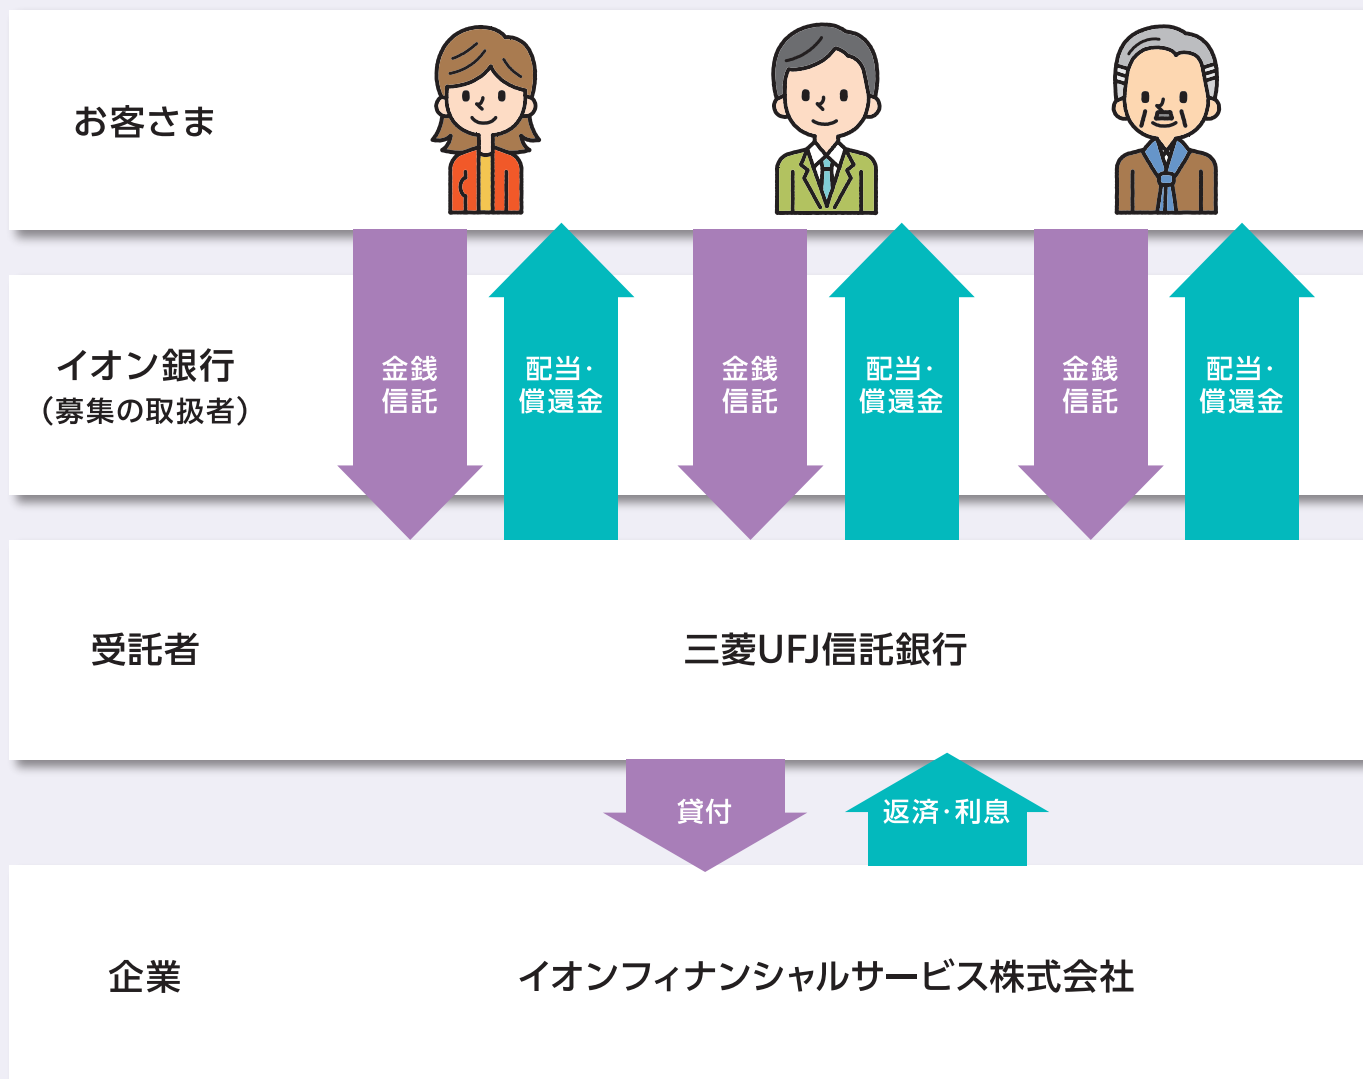 お客さま
イオン銀行
（募集の取扱者）
金銭
信託
配当・
償還金
金銭
信託
配当・
償還金
金銭
信託
配当・
償還金
受託者
三菱UFJ信託銀行
貸付
返済・利息
企業
イオンフィナンシャルサービス株式会社